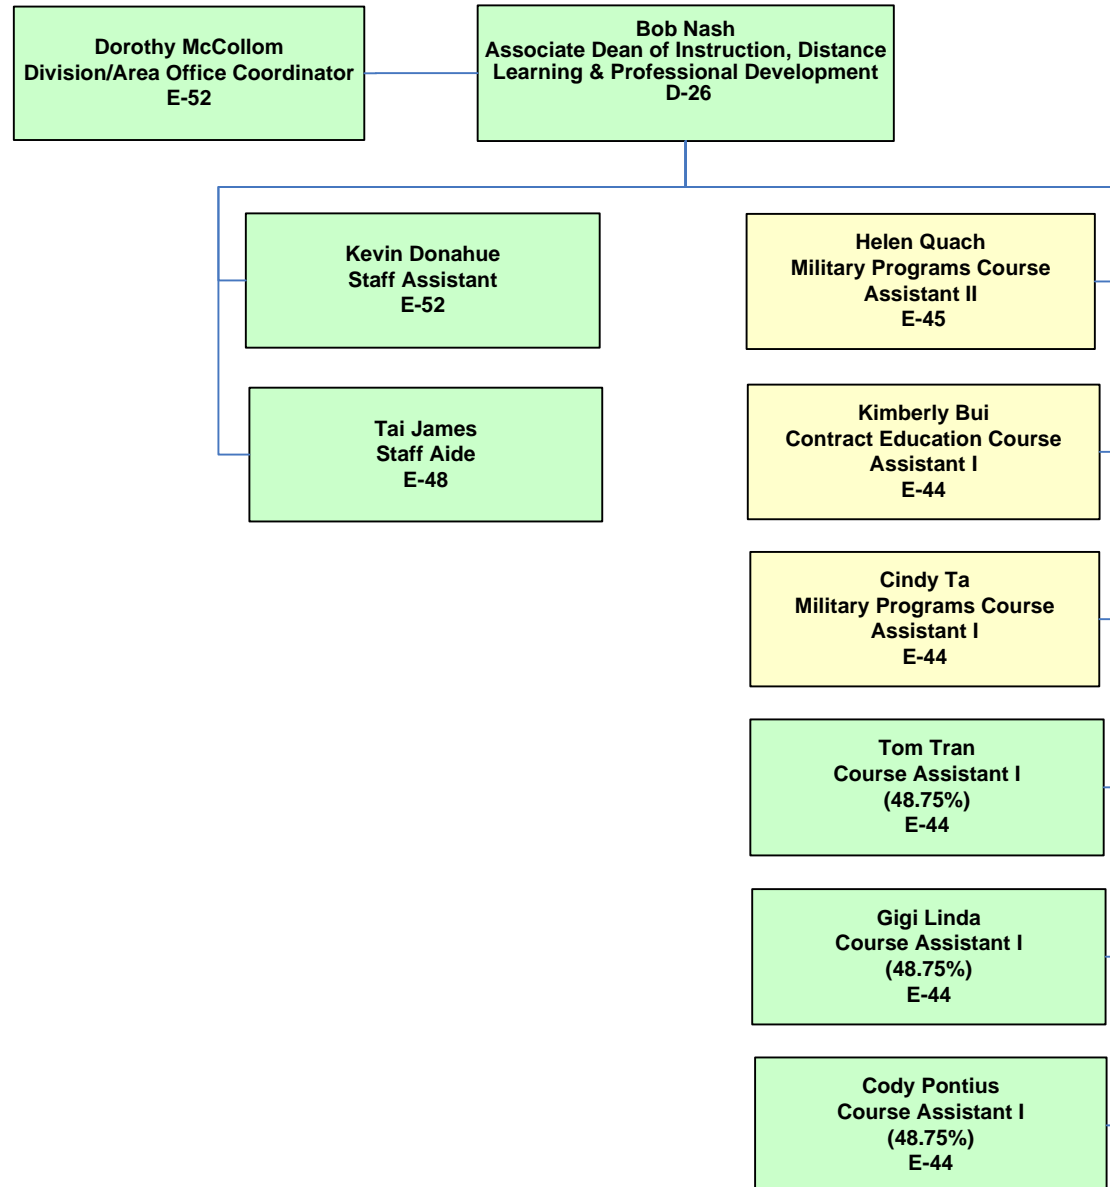 Dorothy McCollom
Division/Area Office Coordinator
E-52
Bob Nash
Associate Dean of Instruction, Distance
Learning & Professional Development
D-26
Kevin Donahue
Staff Assistant
E-52
Tai James
Staff Aide
E-48
Helen Quach
Military Programs Course
Assistant II
E-45
Kimberly Bui
Contract Education Course
Assistant I
E-44
Cindy Ta
Military Programs Course
Assistant I
E-44
Tom Tran
Course Assistant I
(48.75%)
E-44
Gigi Linda
Course Assistant I
(48.75%)
E-44
Cody Pontius
Course Assistant I
(48.75%)
E-44